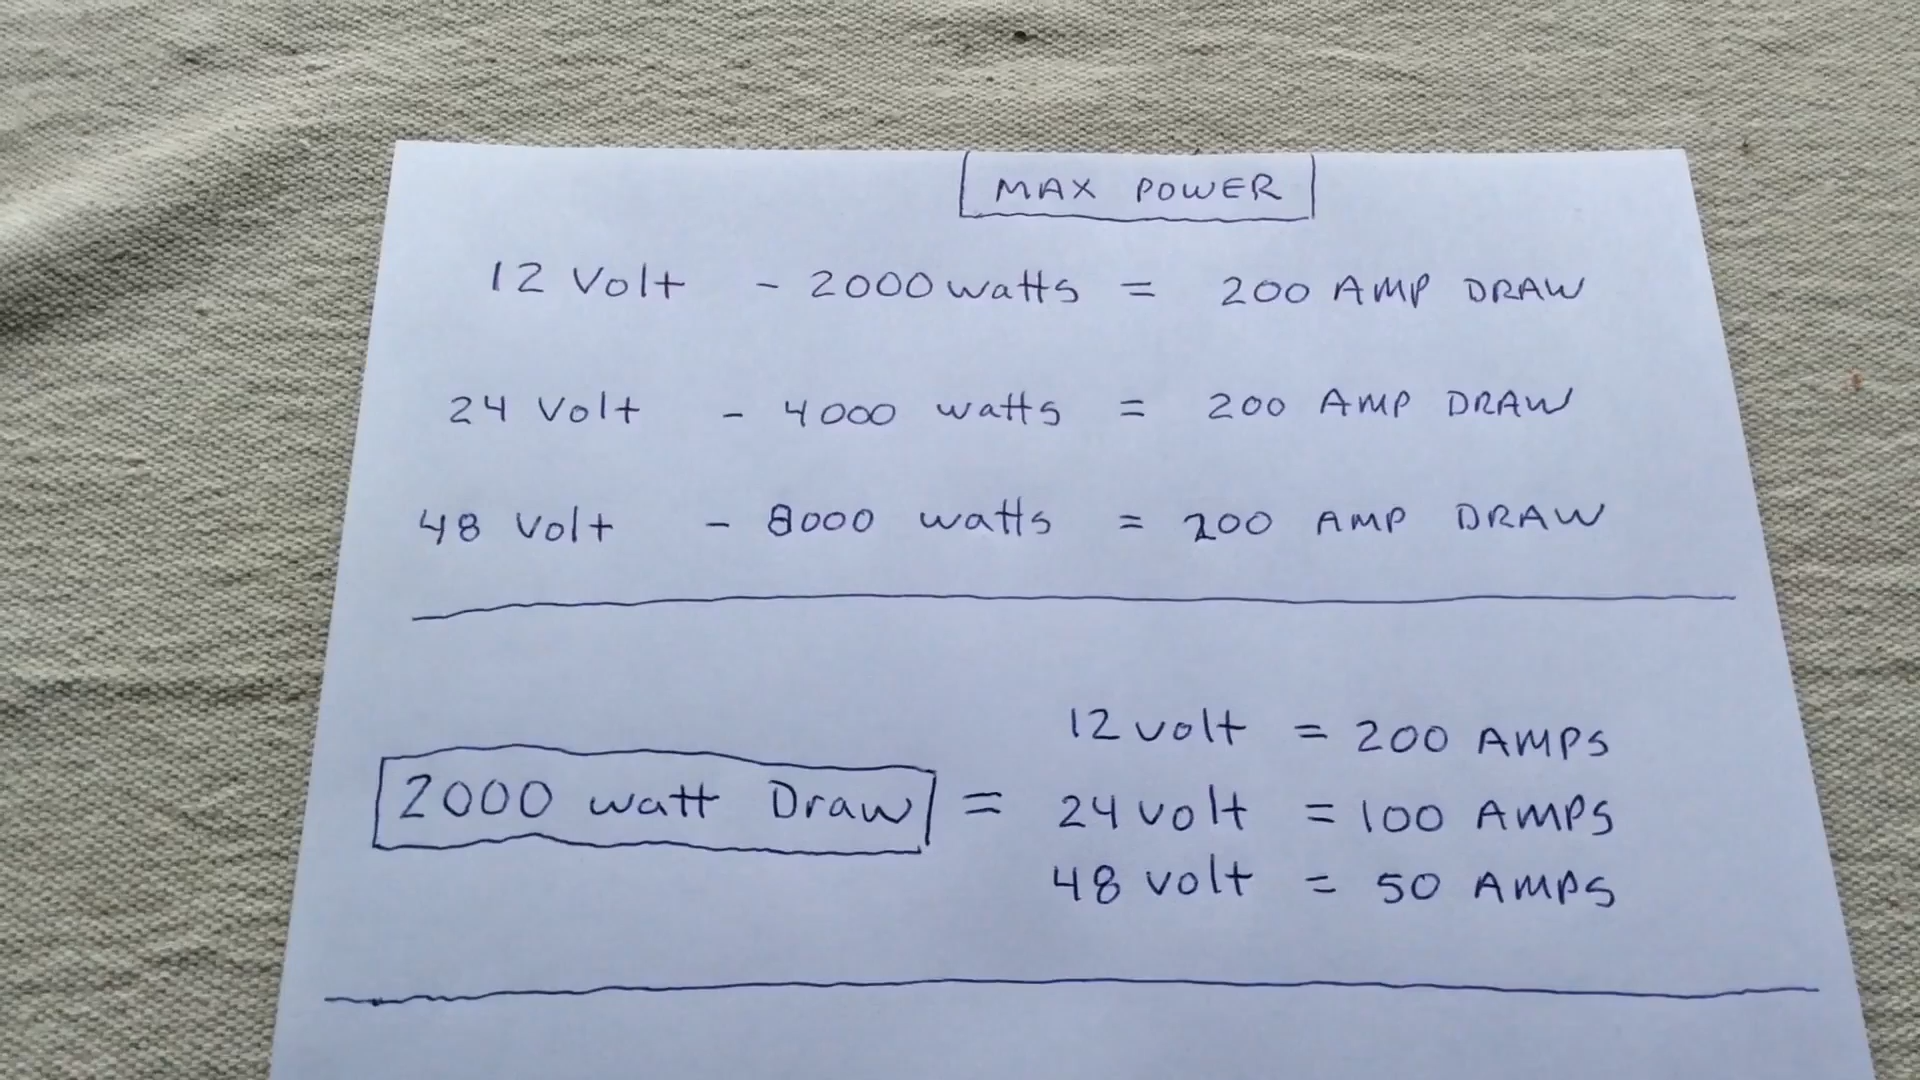 MAX POWER
12 Volt - 2000 watts = 200 AMP DRAW
24 Volt - 4000 watts = 200 AMP DRAW
48 Volt - 8000 watts = 200 AMP DRAW
12 volt = 200 AMPS
2000 watt Draw = 24 volt = 100 AMPS
48 volt = 50 AMPS